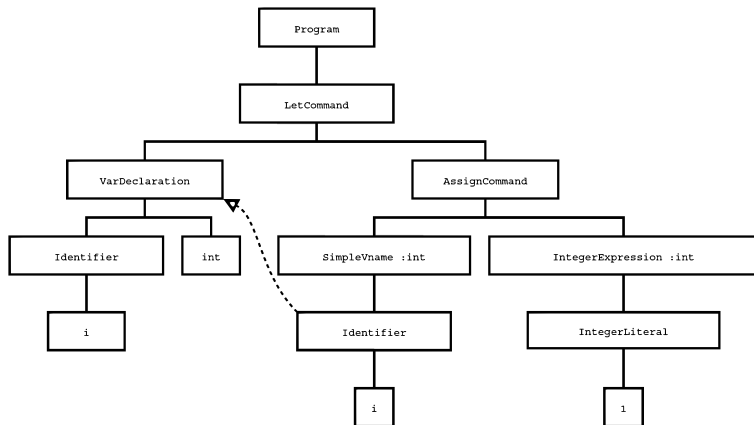 Program
LetCommand
VarDeclaration
AssignCommand
Identifier
int
SimpleVname :int
IntegerExpression :int
i
Identifier
IntegerLiteral
i
1